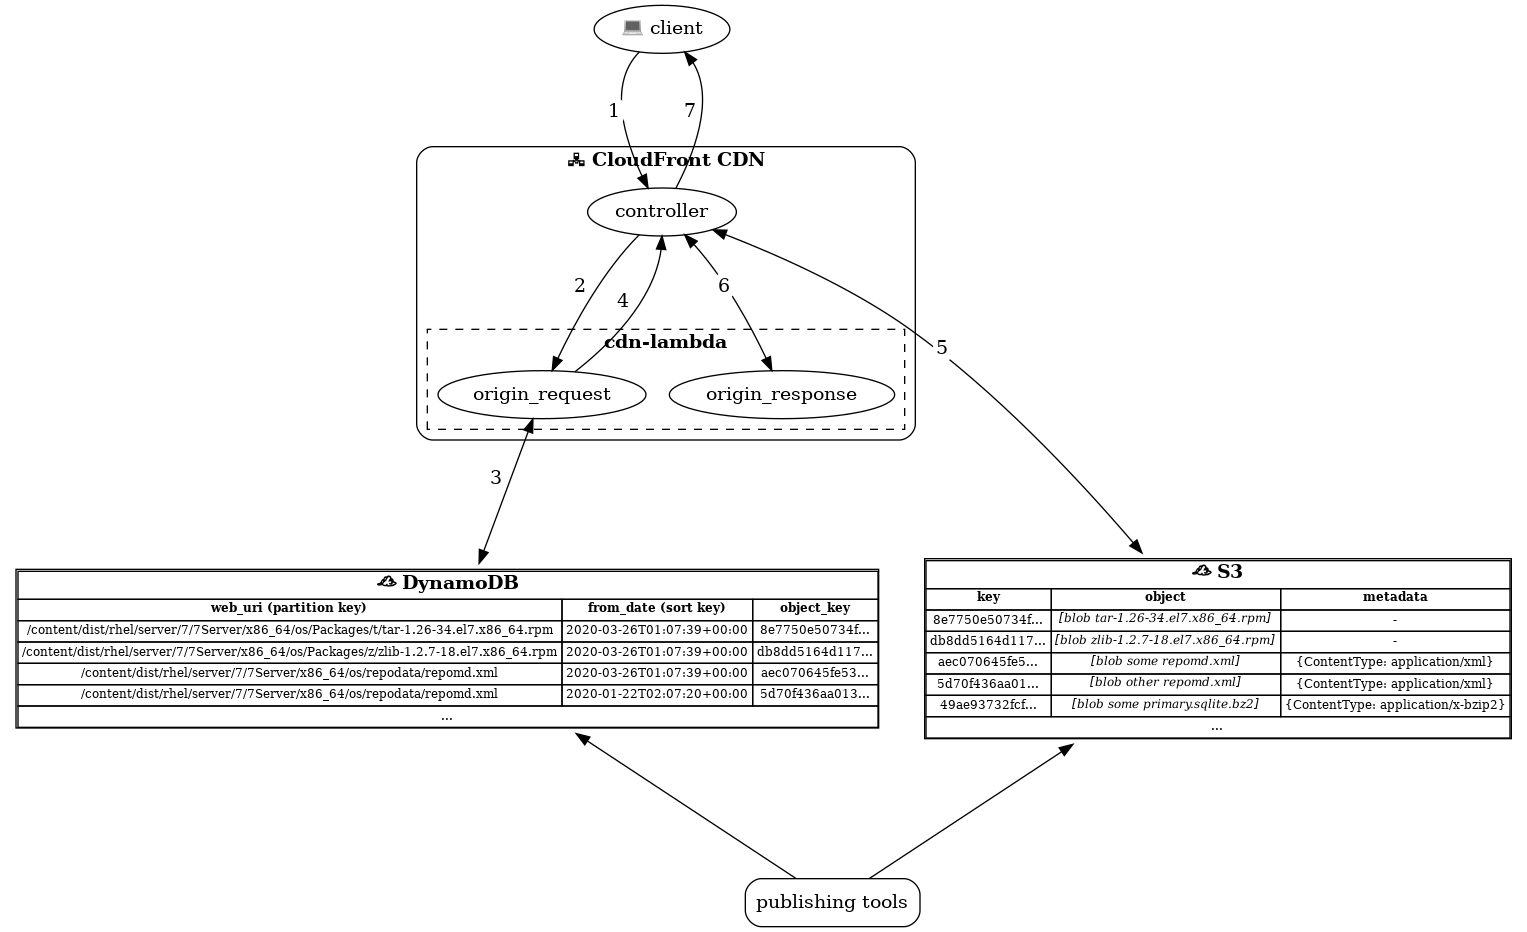 💻 client
1
7
🖧 CloudFront CDN
controller
2
4
6
5
cdn-lambda
origin_request
origin_response
3
DynamoDB
web_uri (partition key) from_date (sort key) object_key
/content/dist/rhel/server/7/7Server/x86_64/os/Packages/t/tar-1.26-34.el7.x86_64.rpm 2020-03-26T01:07:39+00:00 8e7750e50734f...
/content/dist/rhel/server/7/7Server/x86_64/os/Packages/z/zlib-1.2.7-18.el7.x86_64.rpm 2020-03-26T01:07:39+00:00 db8dd5164d117...
/content/dist/rhel/server/7/7Server/x86_64/os/repodata/repomd.xml 2020-03-26T01:07:39+00:00 aec070645fe53...
/content/dist/rhel/server/7/7Server/x86_64/os/repodata/repomd.xml 2020-01-22T02:07:20+00:00 5d70f436aa013...
...
S3
key object metadata
8e7750e50734f... [blob tar-1.26-34.el7.x86_64.rpm] -
db8dd5164d117... [blob zlib-1.2.7-18.el7.x86_64.rpm] -
aec070645fe5... [blob some repomd.xml] {ContentType: application/xml}
5d70f436aa01... [blob other repomd.xml] {ContentType: application/xml}
49ae93732fcf... [blob some primary.sqlite.bz2] {ContentType: application/x-bzip2}
...
publishing tools